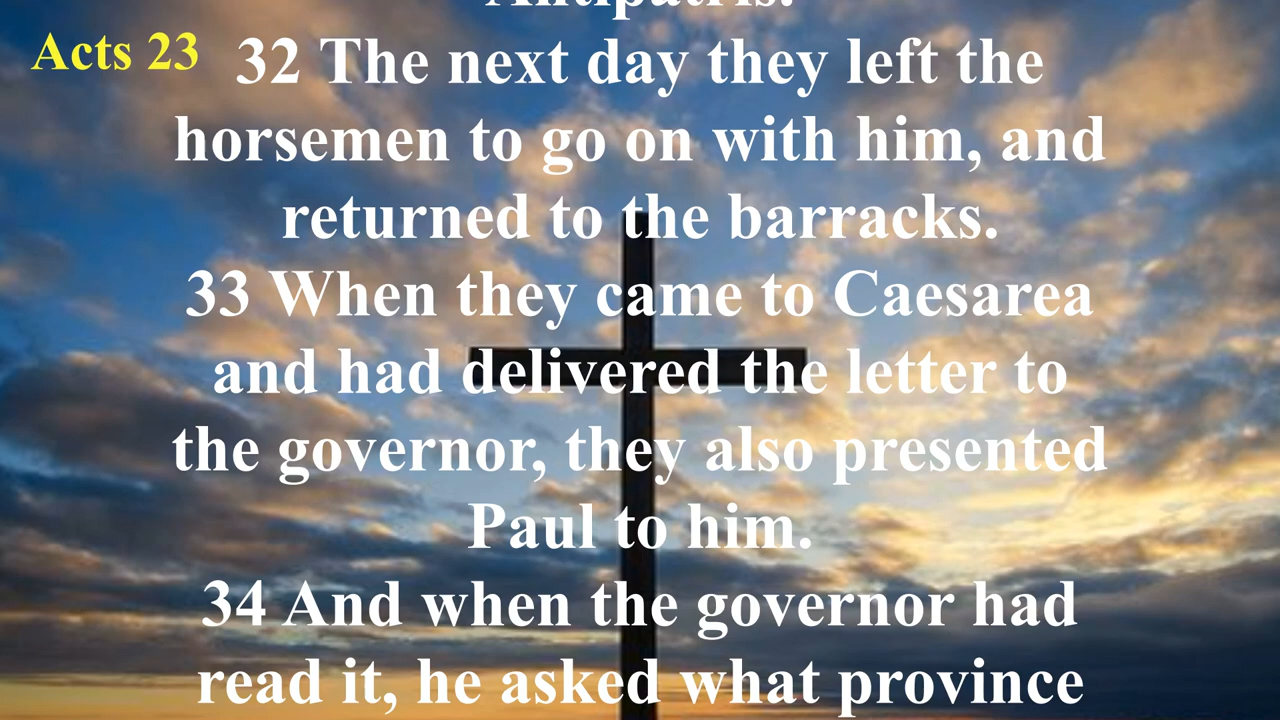 Antipatris.
Acts 23
32 The next day they left the
horsemen to go on with him, and
returned to the barracks.
33 When they came to Caesarea
and had delivered the letter to
the governor, they also presented
Paul to him.
34 And when the governor had
read it, he asked what province